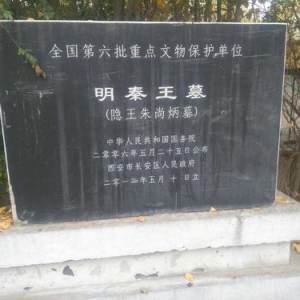 全国第六批重点文物保护单位
明秦王墓
(隐王朱尚炳墓)
中华人民共和国国务院
二零零六年五月二十五日公布
西安市长安区人民政府
二零一二年五月十日立